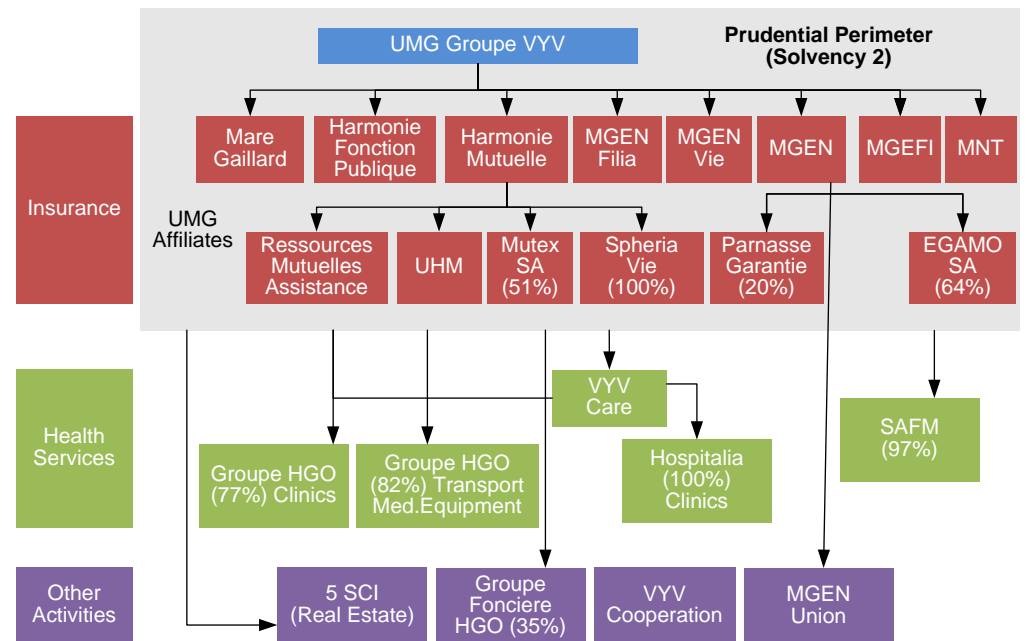 UMG Groupe VYV
Prudential Perimeter
(Solvency 2)
Insurance
Mare
Gaillard
Harmonie
Fonction
Publique
Harmonie
Mutuelle
MGEN
Filia
MGEN
Vie
MGEN
MGEFI
MNT
UMG
Affiliates
Ressources
Mutuelles
Assistance
UHM
Mutex
SA
(51%)
Spheria
Vie
(100%)
Parnasse
Garantie
(20%)
EGAMO
SA
(64%)
Health
Services
VYV
Care
SAFM
(97%)
Groupe HGO
(77%) Clinics
Groupe HGO
(82%) Transport
Med.Equipment
Hospitalia
(100%)
Clinics
Other
Activities
5 SCI
(Real Estate)
Groupe
Fonciere
HGO (35%)
VYV
Cooperation
MGEN
Union